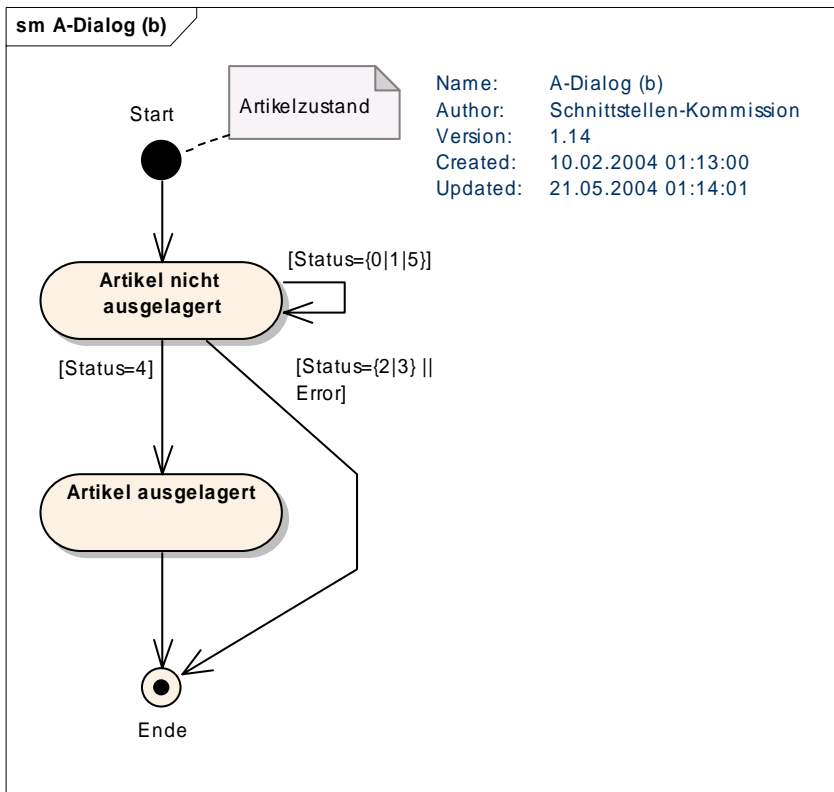 sm A-Dialog (b)
Name: A-Dialog (b)
Author: Schnittstellen-Kommission
Version: 1.14
Created: 10.02.2004 01:13:00
Updated: 21.05.2004 01:14:01
Start
Artikelzustand
[Status={0|1|5}]
Artikel nicht
ausgelagert
[Status=4]
[Status={2|3} ||
Error]
Artikel ausgelagert
Ende